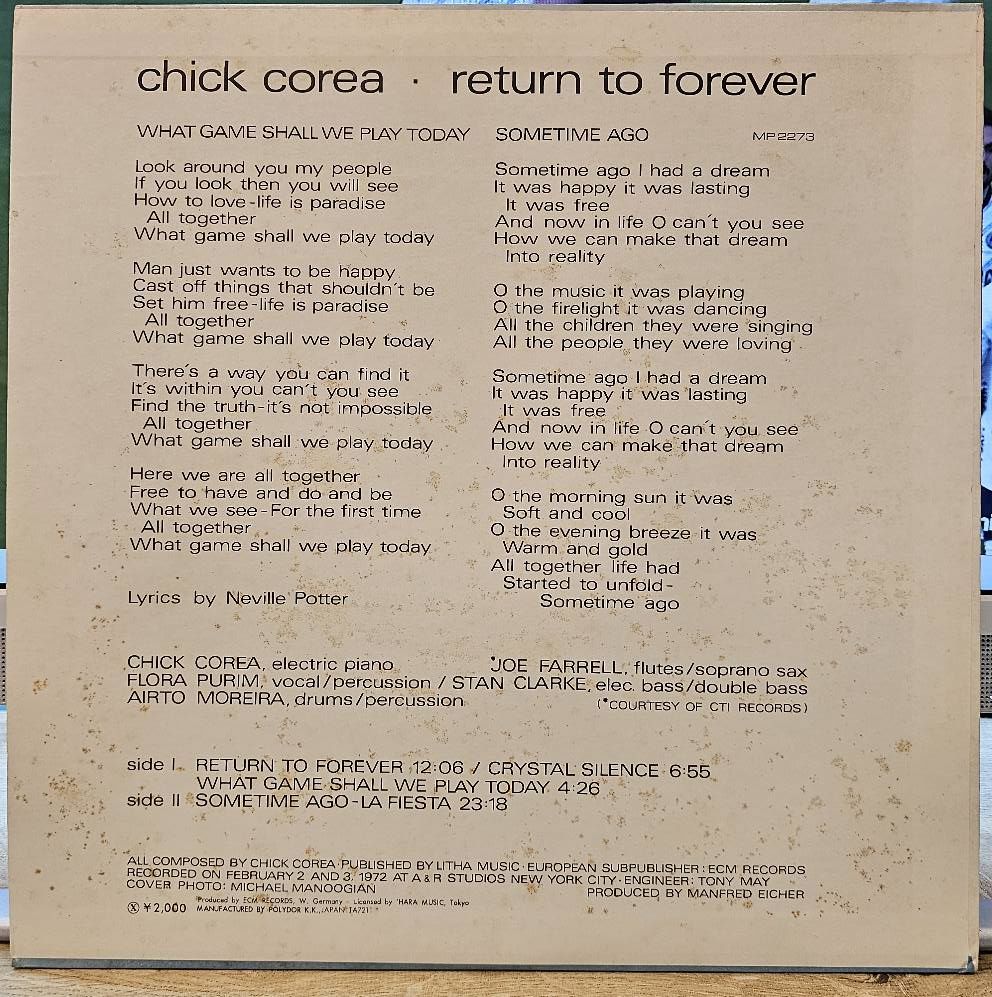 chick corea · return to forever
WHAT GAME SHALL WE PLAY TODAY
Look around you my people
If you look then you will see
How to love-life is paradise
All together
What game shall we play today
Man just wants to be happy
Cast off things that shouldn't be
Set him free-life is paradise
All together
What game shall we play today
There's a way you can find it
It's within you can't you see
Find the truth-it's not impossible
All together
What game shall we play today
Here we are all together
Free to have and do and be
What we see-For the first time
All together
What game shall we play today
Lyrics by Neville Potter
SOMETIME AGO MP 2273
Sometime ago I had a dream
It was happy it was lasting
It was free
And now in life O can't you see
How we can make that dream
Into reality
O the music it was playing
O the firelight it was dancing
All the children they were singing
All the people they were loving
Sometime ago I had a dream
It was happy it was lasting
It was free
And now in life O can't you see
How we can make that dream
Into reality
O the morning sun it was
Soft and cool
O the evening breeze it was
Warm and gold
All together life had
Started to unfold-
Sometime ago
CHICK COREA, electric piano *JOE FARRELL, flutes/soprano sax
FLORA PURIM, vocal/percussion / STAN CLARKE, elec. bass/double bass
AIRTO MOREIRA, drums/percussion (*COURTESY OF CTI RECORDS)
side I RETURN TO FOREVER 12:06 / CRYSTAL SILENCE 6:55
WHAT GAME SHALL WE PLAY TODAY 4:26
side II SOMETIME AGO-LA FIESTA 23:18
ALL COMPOSED BY CHICK COREA·PUBLISHED BY LITHA MUSIC·EUROPEAN SUBPUBLISHER: ECM RECORDS
RECORDED ON FEBRUARY 2 AND 3, 1972 AT A & R STUDIOS NEW YORK CITY·ENGINEER: TONY MAY
COVER PHOTO: MICHAEL MANOOGIAN PRODUCED BY MANFRED EICHER
Ⓧ ¥2,000 Produced by ECM RECORDS, W. Germany - Licensed by HARA MUSIC, Tokyo
MANUFACTURED BY POLYDOR K.K., JAPAN